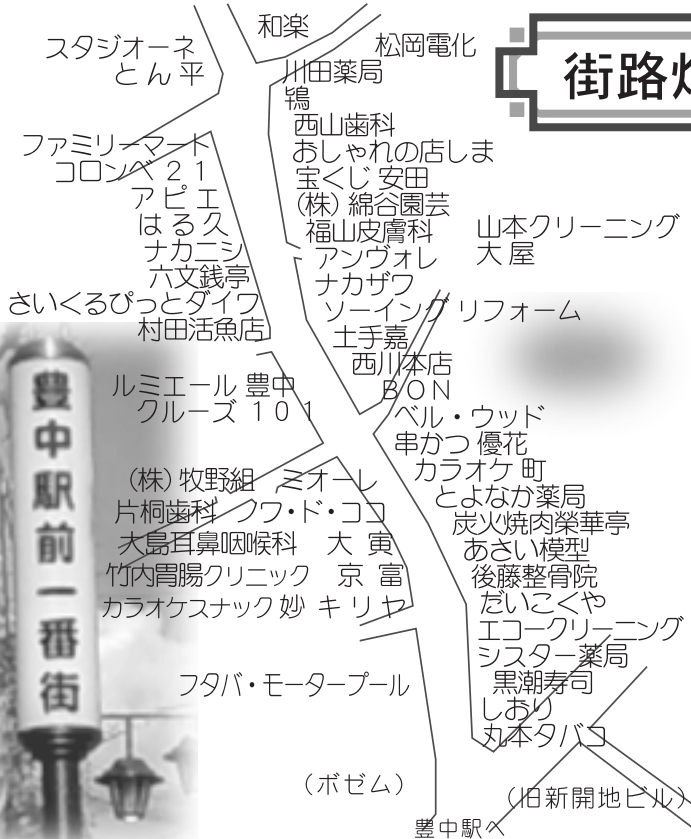 和楽
スタジオーネ
とん平
松岡電化
街路灯
川田薬局
鴇
西山歯科
おしゃれの店しま
宝くじ 安田
(株) 綿谷園芸
福山皮膚科
アンヴォレ
ナカザワ
ソーイング リフォーム
土手嘉
西川本店
BON
山本クリーニング
大屋
ファミリーマート
コロンベ 21
アピエ
はる久
ナカニシ
六文銭亭
さいくるぴっとダイワ
村田活魚店
ルミエール 豊中
クルーズ 101
ベル・ウッド
串かつ 優花
カラオケ 町
とよなか薬局
炭火焼肉榮華亭
あさい模型
後藤整骨院
だいこくや
エコークリーニング
シスター薬局
黒潮寿司
しおり
丸本タバコ
(株) 牧野組 ミオーレ
片桐歯科 ノワ・ド・ココ
大島耳鼻咽喉科 大寅
竹内胃腸クリニック 京富
カラオケスナック 妙 キリヤ
フタバ・モータープール
(ボゼム)
(旧新開地ビル)
豊中駅へ
豊中駅前一番街